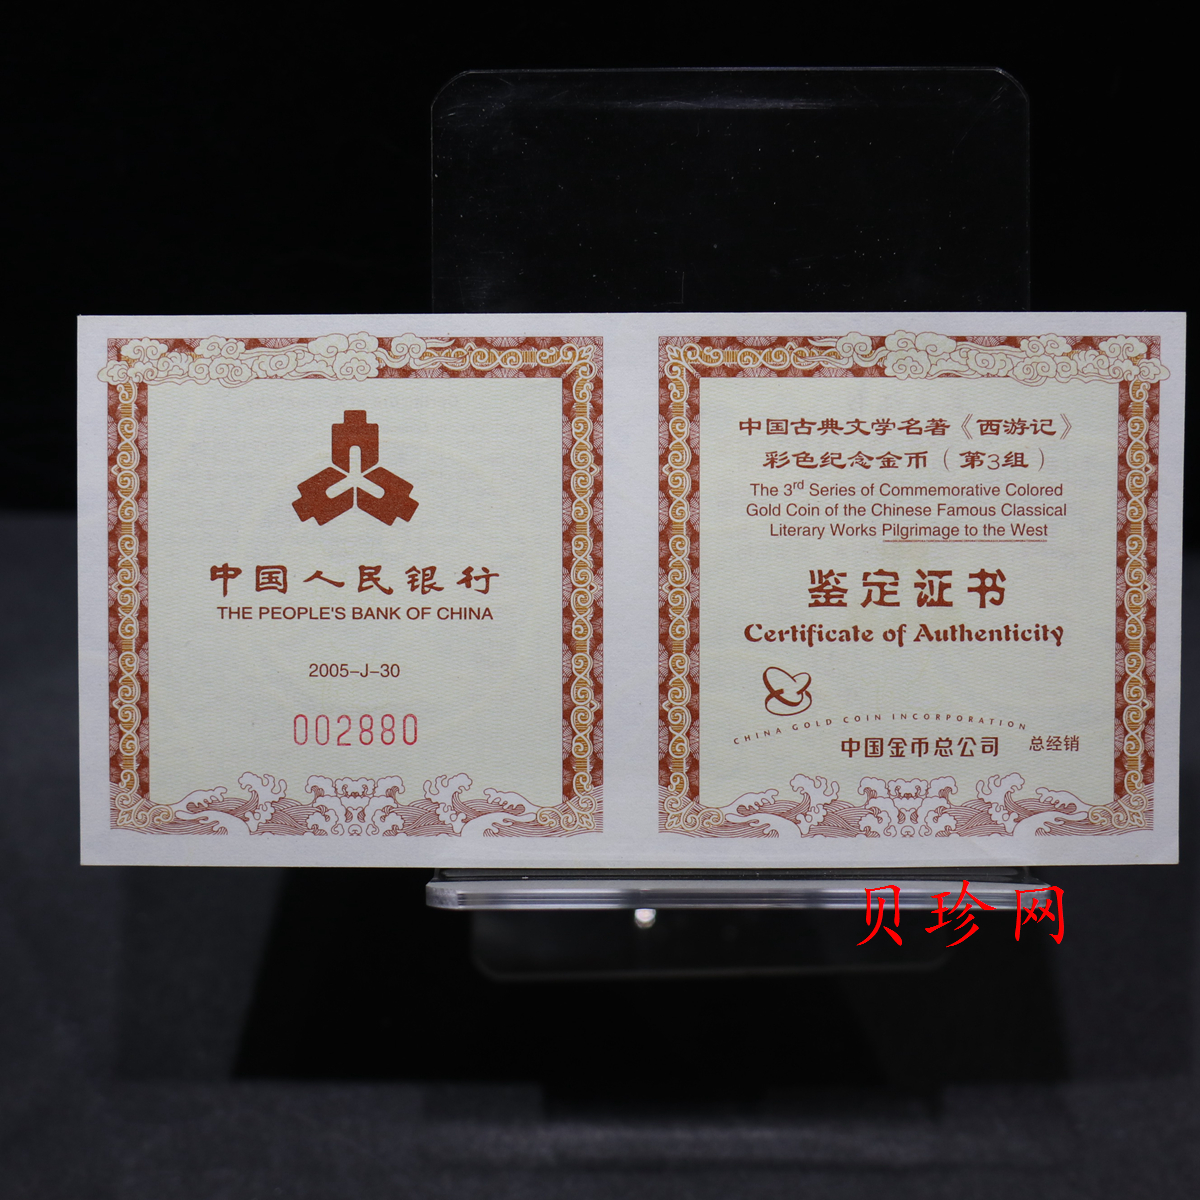 中国人民银行
THE PEOPLE'S BANK OF CHINA
2005-J-30
002880
中国古典文学名著《西游记》
彩色纪念金币（第3组）
The 3rd Series of Commemorative Colored
Gold Coin of the Chinese Famous Classical
Literary Works Pilgrimage to the West
鉴定证书
Certificate of Authenticity
CHINA GOLD COIN INCORPORATION
中国金币总公司 总经销
贝珍网